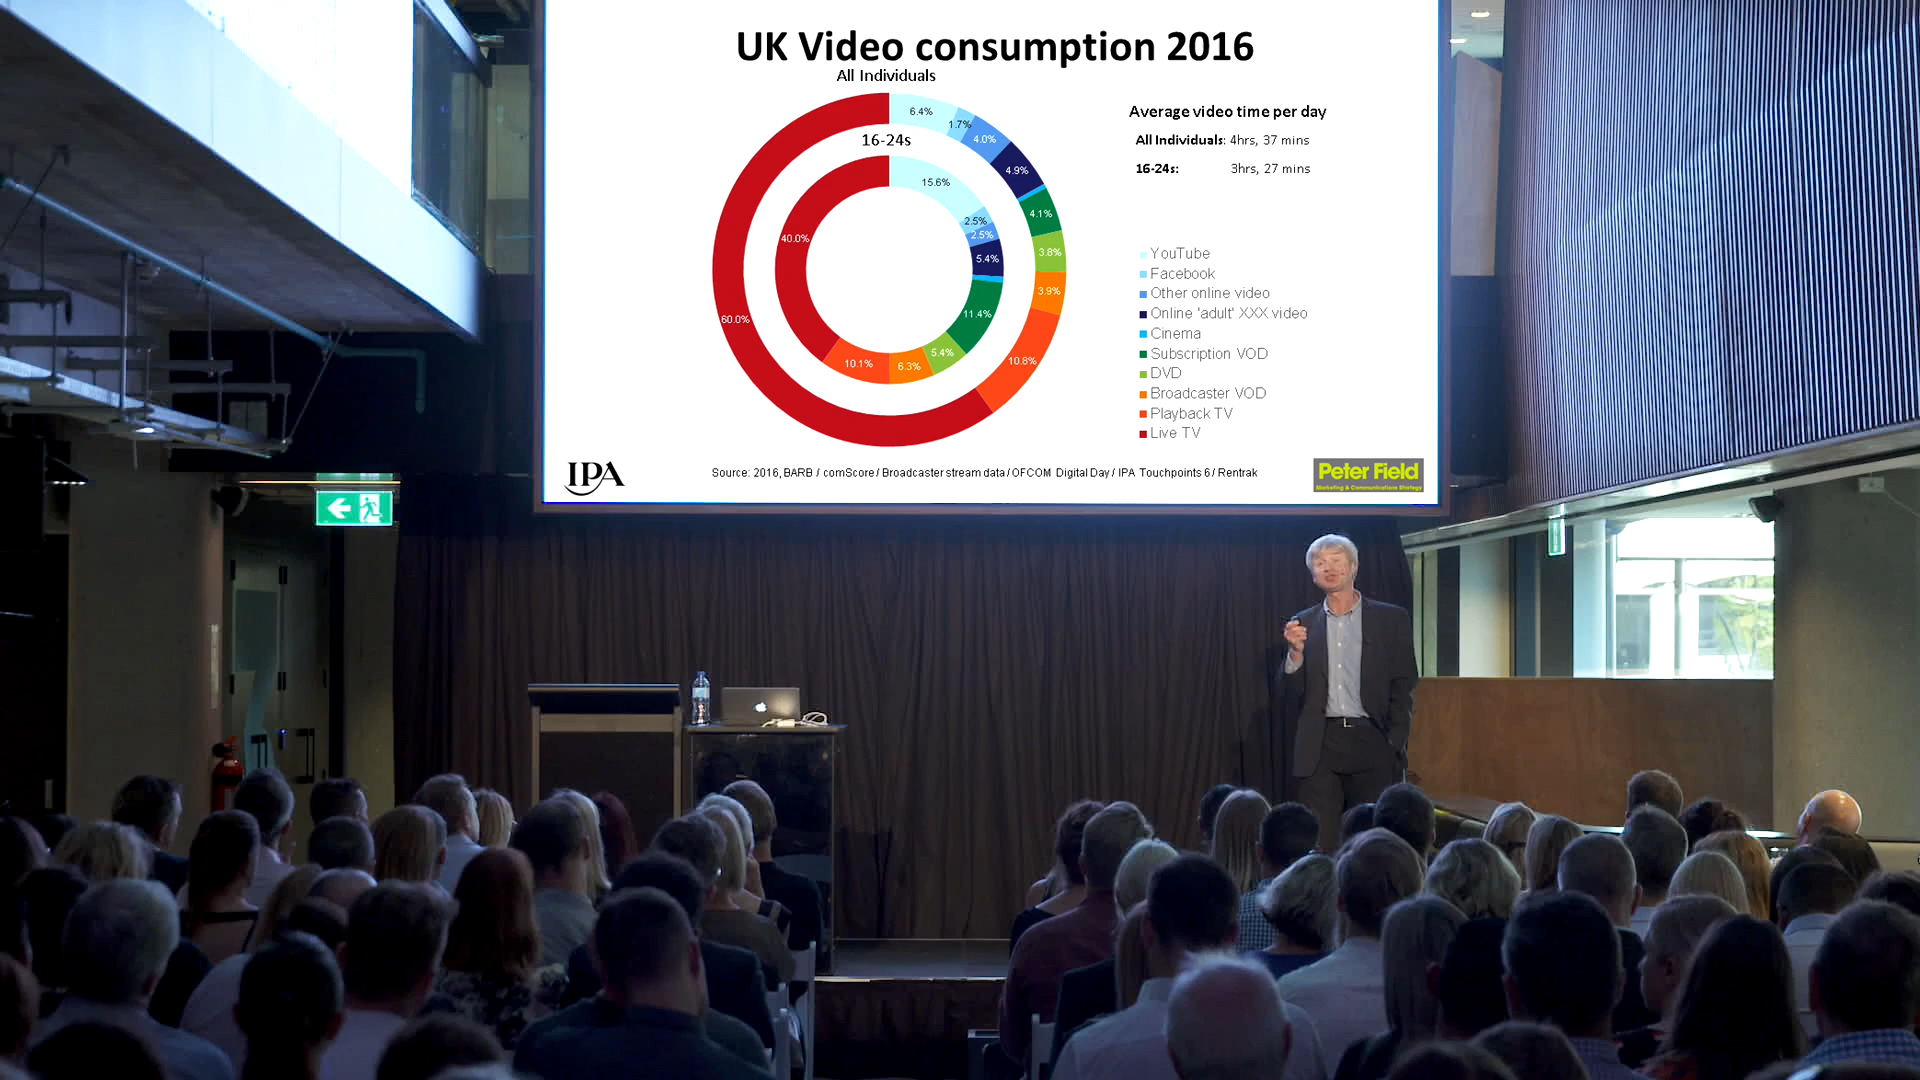 UK Video consumption 2016
All Individuals
6.4%
1.7%
4.0%
4.9%
4.1%
3.8%
3.9%
10.8%
60.0%
16-24s
15.6%
2.5%
2.5%
5.4%
11.4%
5.4%
6.3%
10.1%
40.0%
Average video time per day
All Individuals: 4hrs, 37 mins
16-24s: 3hrs, 27 mins
YouTube
Facebook
Other online video
Online 'adult' XXX video
Cinema
Subscription VOD
DVD
Broadcaster VOD
Playback TV
Live TV
IPA
Source: 2016, BARB / comScore / Broadcaster stream data / OFCOM Digital Day / IPA Touchpoints 6 / Rentrak
Peter Field
Marketing & Communications Strategy